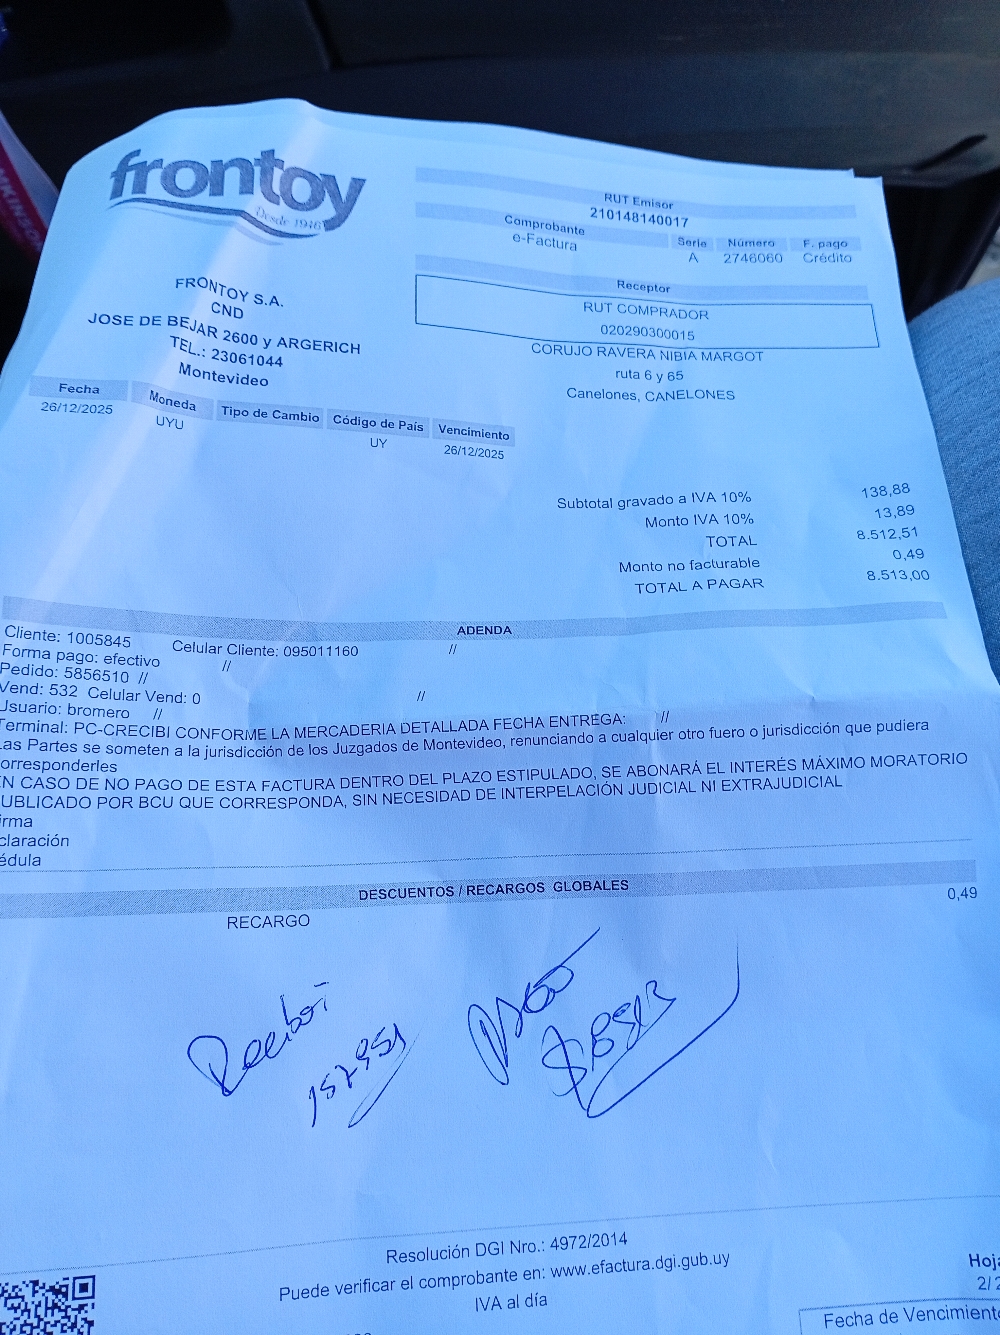 frontoy
Desde 1946
RUT Emisor
210148140017
Comprobante Serie Número F. pago
e-Factura A 2746060 Crédito
Receptor
RUT COMPRADOR
020290300015
CORUJO RAVERA NIBIA MARGOT
ruta 6 y 65
Canelones, CANELONES
FRONTOY S.A.
CND
JOSE DE BEJAR 2600 y ARGERICH
TEL.: 23061044
Montevideo
Fecha Moneda Tipo de Cambio Código de País Vencimiento
26/12/2025 UYU UY 26/12/2025
Subtotal gravado a IVA 10% 138,88
Monto IVA 10% 13,89
TOTAL 8.512,51
Monto no facturable 0,49
TOTAL A PAGAR 8.513,00
ADENDA
Cliente: 1005845 Celular Cliente: 095011160 //
Forma pago: efectivo //
Pedido: 5856510 //
Vend: 532 Celular Vend: 0 //
Usuario: bromero //
Terminal: PC-CRECIBI CONFORME LA MERCADERIA DETALLADA FECHA ENTREGA: //
as Partes se someten a la jurisdicción de los Juzgados de Montevideo, renunciando a cualquier otro fuero o jurisdicción que pudiera
orresponderles
N CASO DE NO PAGO DE ESTA FACTURA DENTRO DEL PLAZO ESTIPULADO, SE ABONARÁ EL INTERÉS MÁXIMO MORATORIO
UBLICADO POR BCU QUE CORRESPONDA, SIN NECESIDAD DE INTERPELACIÓN JUDICIAL NI EXTRAJUDICIAL
irma
claración
édula
DESCUENTOS / RECARGOS GLOBALES
RECARGO 0,49
$8513
Resolución DGI Nro.: 4972/2014
Puede verificar el comprobante en: www.efactura.dgi.gub.uy
IVA al día
Hoja
2/2
Fecha de Vencimiento